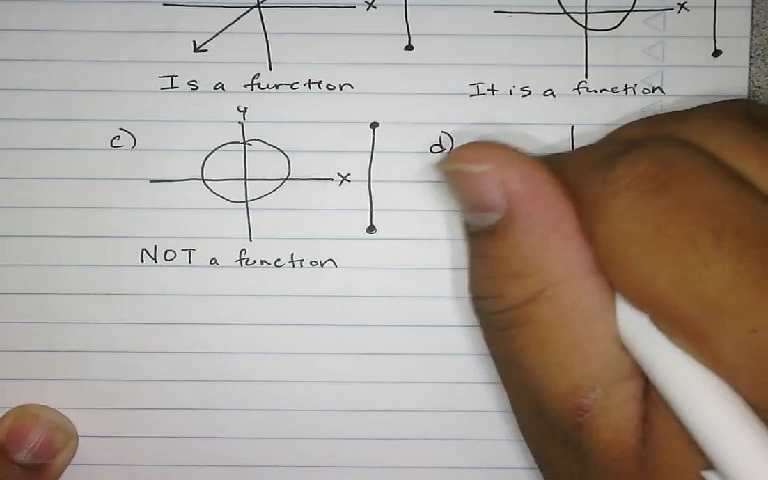 x
x
Is a function
It is a function
y
c)
d)
x
NOT a function